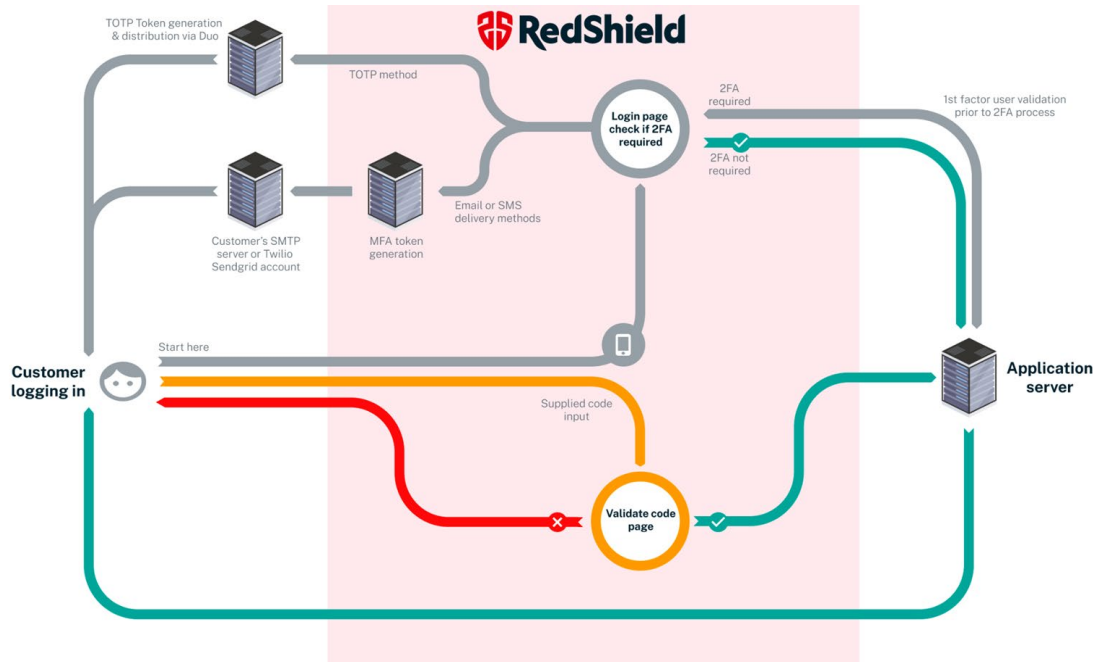 TOTP Token generation
& distribution via Duo
RedShield
TOTP method
Login page
check if 2FA
required
2FA
required
1st factor user validation
prior to 2FA process
2FA not
required
Email or SMS
delivery methods
Customer's SMTP
server or Twilio
Sendgrid account
MFA token
generation
Start here
Customer
logging in
Application
server
Supplied code
input
Validate code
page